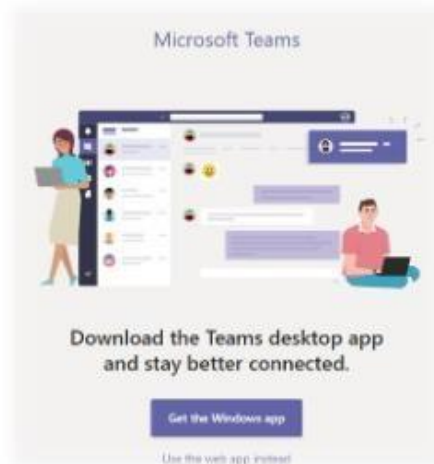 Microsoft Teams
Download the Teams desktop app
and stay better connected.
Get the Windows app
Use the web app instead